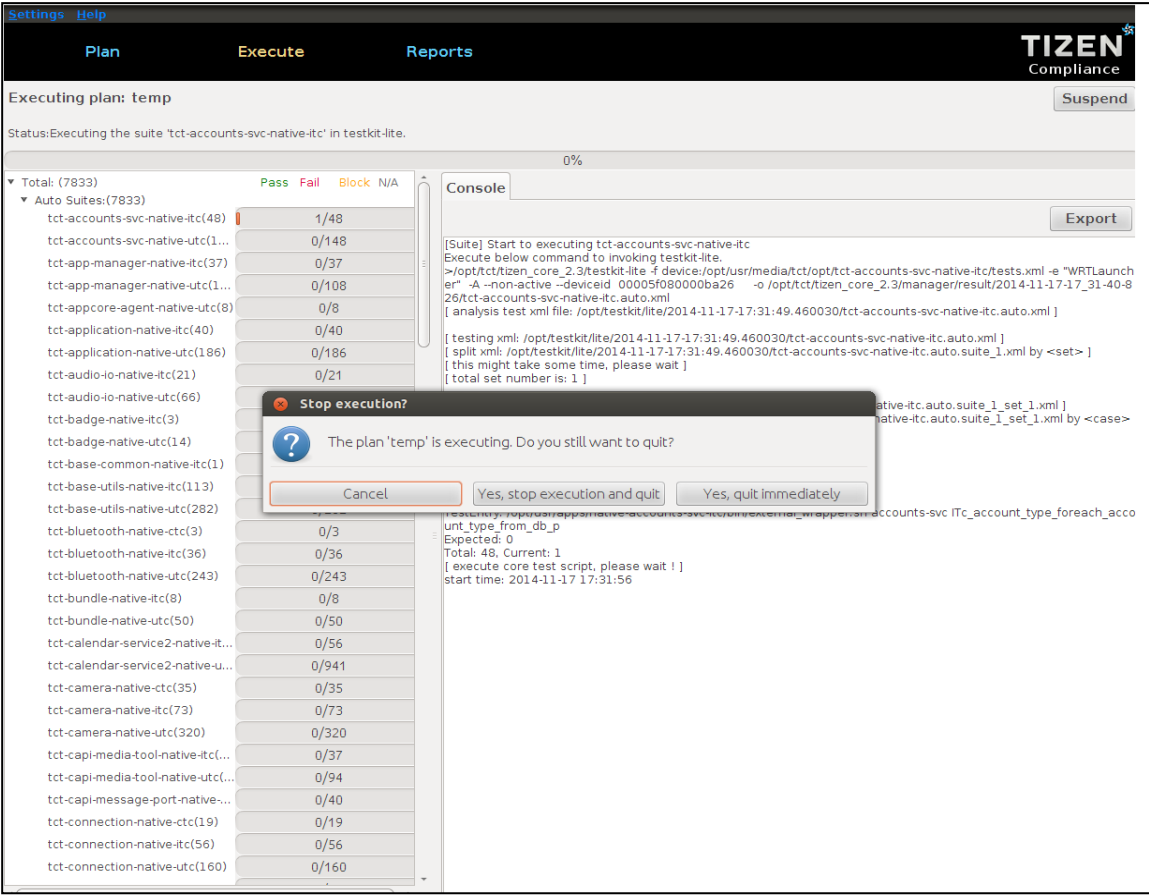 Settings Help
Plan Execute Reports
TIZEN
Compliance
Executing plan: temp
Suspend
Status:Executing the suite 'tct-accounts-svc-native-itc' in testkit-lite.
0%
Total: (7833) Pass Fail Block N/A
Auto Suites:(7833)
tct-accounts-svc-native-itc(48) 1/48
tct-accounts-svc-native-utc(1... 0/148
tct-app-manager-native-itc(37) 0/37
tct-app-manager-native-utc(1... 0/108
tct-appcore-agent-native-utc(8) 0/8
tct-application-native-itc(40) 0/40
tct-application-native-utc(186) 0/186
tct-audio-io-native-itc(21) 0/21
tct-audio-io-native-utc(66)
tct-badge-native-itc(3)
tct-badge-native-utc(14)
tct-base-common-native-itc(1)
tct-base-utils-native-itc(113)
tct-base-utils-native-utc(282)
tct-bluetooth-native-ctc(3) 0/3
tct-bluetooth-native-itc(36) 0/36
tct-bluetooth-native-utc(243) 0/243
tct-bundle-native-itc(8) 0/8
tct-bundle-native-utc(50) 0/50
tct-calendar-service2-native-it... 0/56
tct-calendar-service2-native-u... 0/941
tct-camera-native-ctc(35) 0/35
tct-camera-native-itc(73) 0/73
tct-camera-native-utc(320) 0/320
tct-capi-media-tool-native-itc(... 0/37
tct-capi-media-tool-native-utc(... 0/94
tct-capi-message-port-native-... 0/40
tct-connection-native-ctc(19) 0/19
tct-connection-native-itc(56) 0/56
tct-connection-native-utc(160) 0/160
Console
Export
[Suite] Start to executing tct-accounts-svc-native-itc
Execute below command to invoking testkit-lite.
>/opt/tct/tizen_core_2.3/testkit-lite -f device:/opt/usr/media/tct/opt/tct-accounts-svc-native-itc/tests.xml -e "WRTLaunch
er" -A --non-active --deviceid 00005f080000ba26 -o /opt/tct/tizen_core_2.3/manager/result/2014-11-17-17_31-40-8
26/tct-accounts-svc-native-itc.auto.xml
[ analysis test xml file: /opt/testkit/lite/2014-11-17-17:31:49.460030/tct-accounts-svc-native-itc.auto.xml ]
[ testing xml: /opt/testkit/lite/2014-11-17-17:31:49.460030/tct-accounts-svc-native-itc.auto.xml ]
[ split xml: /opt/testkit/lite/2014-11-17-17:31:49.460030/tct-accounts-svc-native-itc.auto.suite_1.xml by <set> ]
[ this might take some time, please wait ]
[ total set number is: 1 ]
ative-itc.auto.suite_1_set_1.xml ]
native-itc.auto.suite_1_set_1.xml by <case>
Stop execution?
The plan 'temp' is executing. Do you still want to quit?
Cancel
Yes, stop execution and quit
Yes, quit immediately
TestEntry: /opt/usr/apps/native-accounts-svc-itc/bin/external_wrapper.sh accounts-svc ITc_account_type_foreach_acco
unt_type_from_db_p
Expected: 0
Total: 48, Current: 1
[ execute core test script, please wait ! ]
start time: 2014-11-17 17:31:56